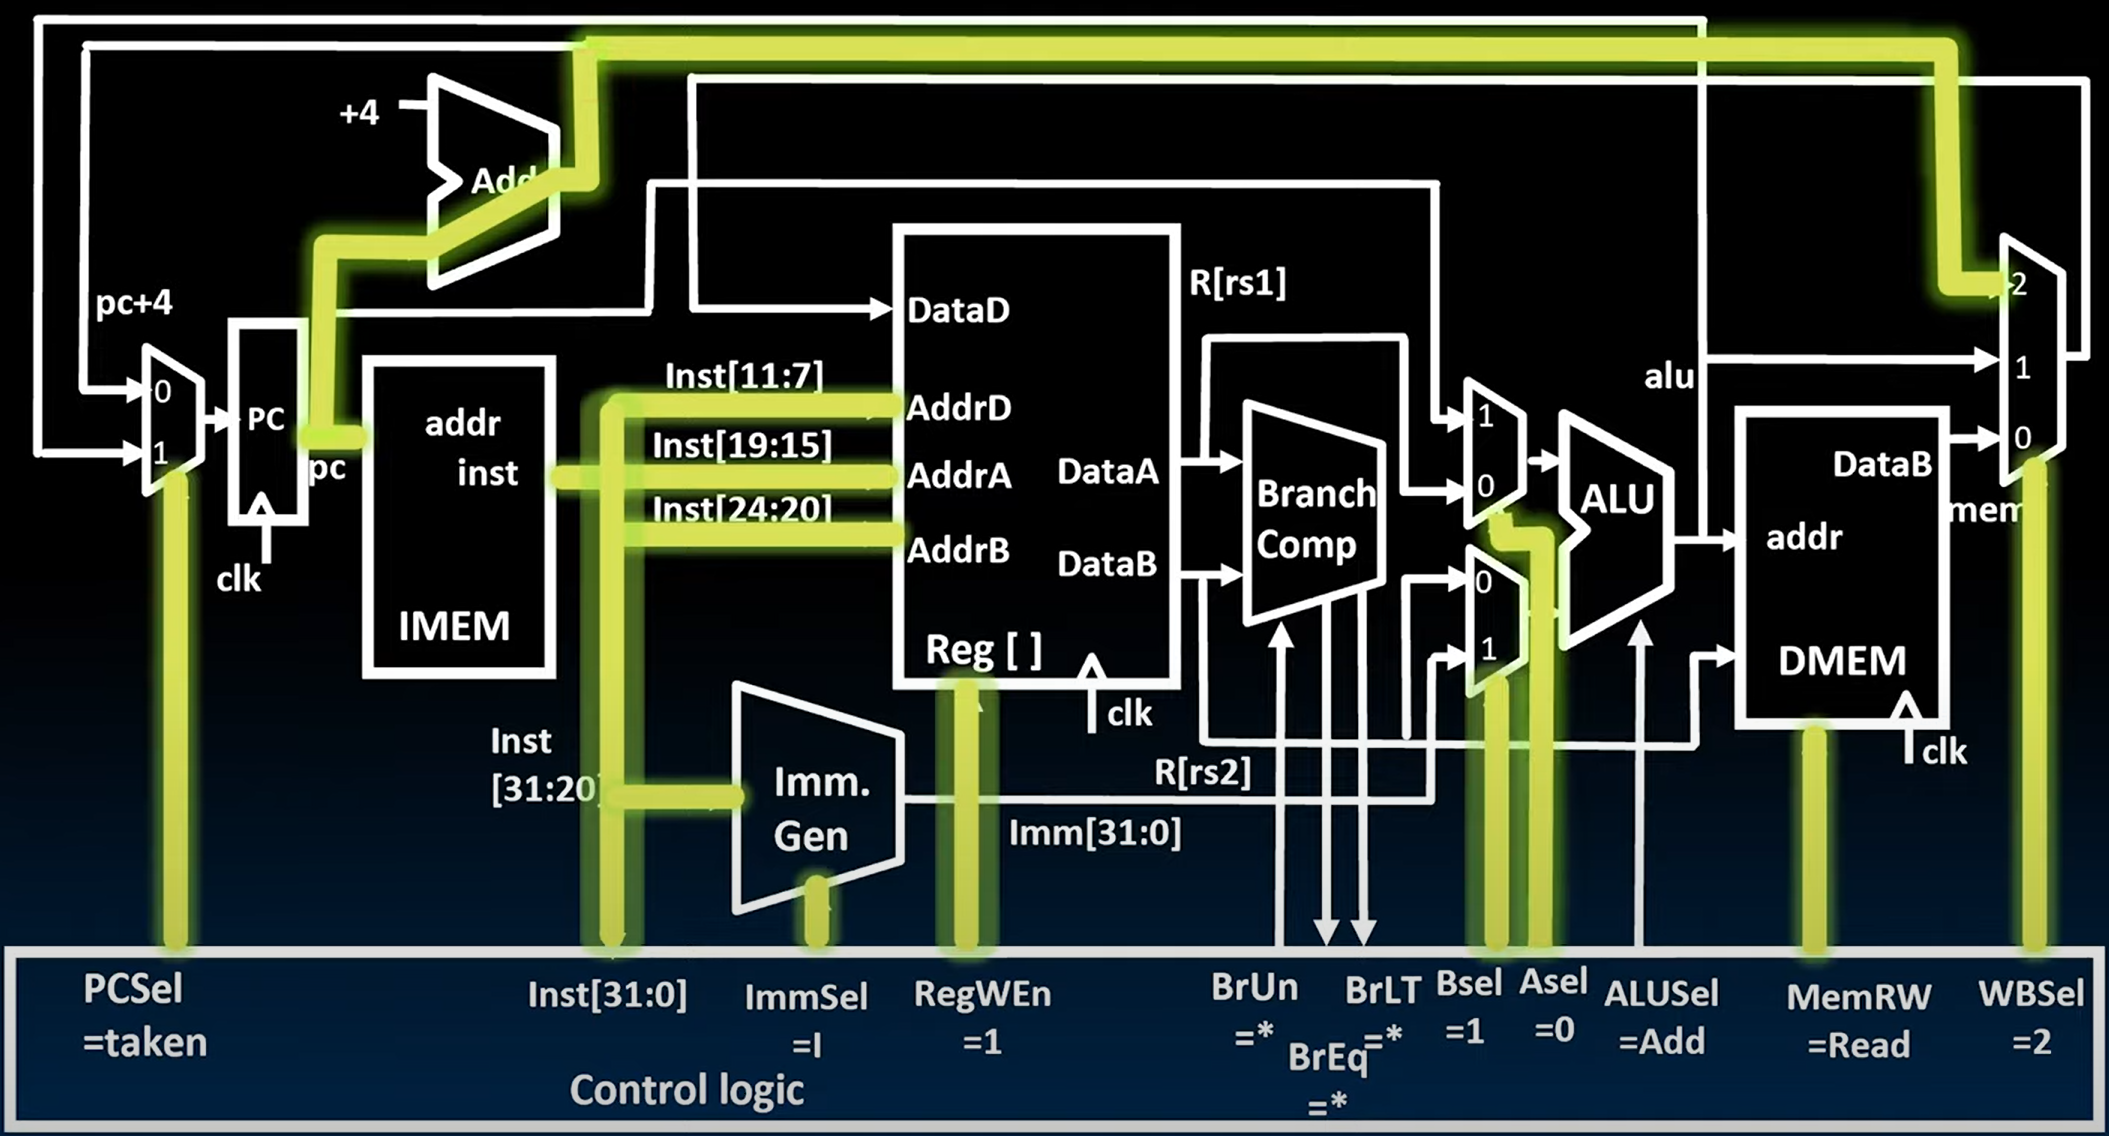 +4
Add
pc+4
0
1
PC
pc
clk
addr
inst
IMEM
Inst[11:7]
Inst[19:15]
Inst[24:20]
DataD
AddrD
AddrA
AddrB
DataA
DataB
Reg [ ]
clk
R[rs1]
Branch
Comp
1
0
0
1
ALU
alu
2
1
0
DataB
mem
addr
DMEM
clk
Inst
[31:20]
Imm.
Gen
R[rs2]
Imm[31:0]
PCSel
=taken
Inst[31:0]
ImmSel
=I
RegWEn
=1
BrUn
=*
BrEq
=*
BrLT
=*
Bsel
=1
Asel
=0
ALUSel
=Add
MemRW
=Read
WBSel
=2
Control logic